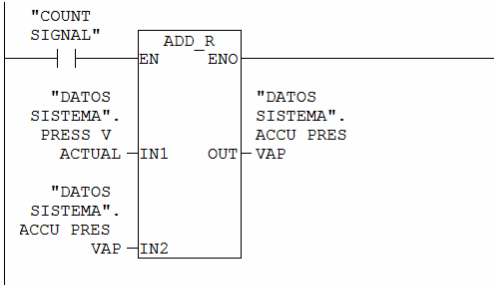 "COUNT
SIGNAL"
ADD_R
EN ENO
"DATOS
SISTEMA".
PRESS V
ACTUAL IN1
"DATOS
SISTEMA".
ACCU PRES
OUT VAP
"DATOS
SISTEMA".
ACCU PRES
VAP IN2